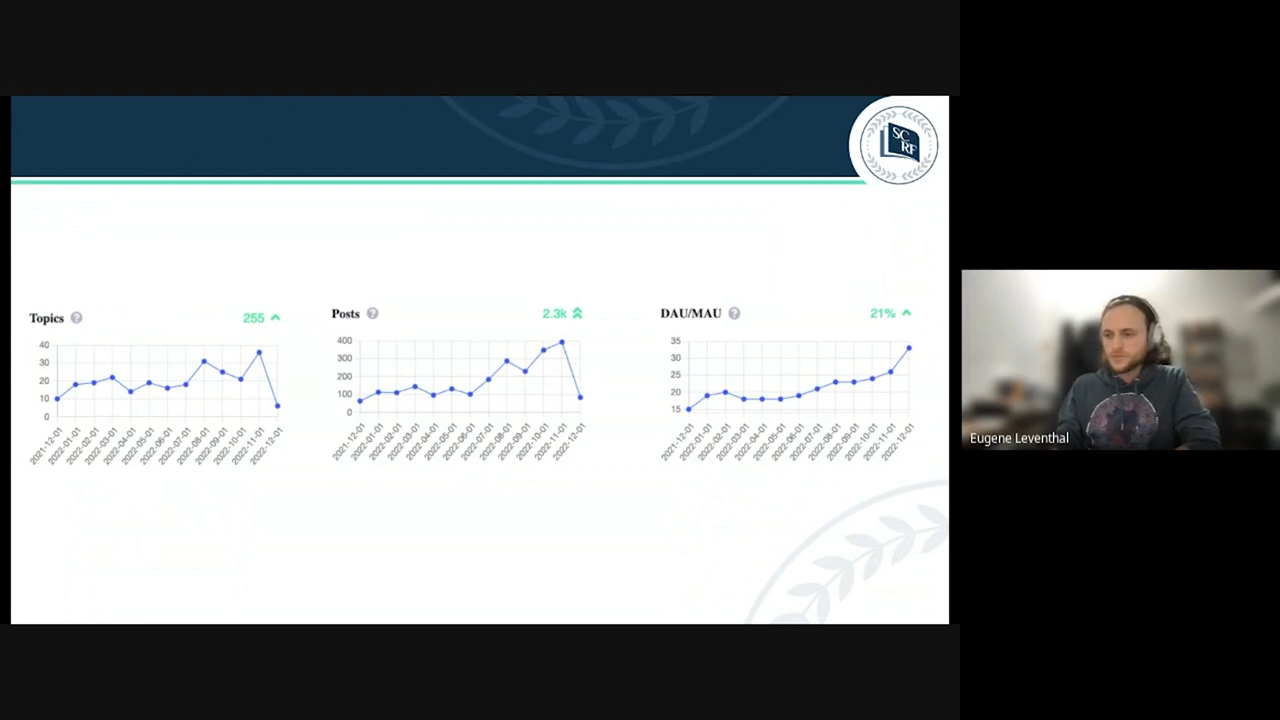 SC
RF
Topics ? 255
40
30
20
10
0
2021-12-01 2022-01-01 2022-02-01 2022-03-01 2022-04-01 2022-05-01 2022-06-01 2022-07-01 2022-08-01 2022-09-01 2022-10-01 2022-11-01 2022-12-01
Posts ? 2.3k
400
300
200
100
0
2021-12-01 2022-01-01 2022-02-01 2022-03-01 2022-04-01 2022-05-01 2022-06-01 2022-07-01 2022-08-01 2022-09-01 2022-10-01 2022-11-01 2022-12-01
DAU/MAU ? 21%
35
30
25
20
15
2021-12-01 2022-01-01 2022-02-01 2022-03-01 2022-04-01 2022-05-01 2022-06-01 2022-07-01 2022-08-01 2022-09-01 2022-10-01 2022-11-01 2022-12-01
Eugene Leventhal